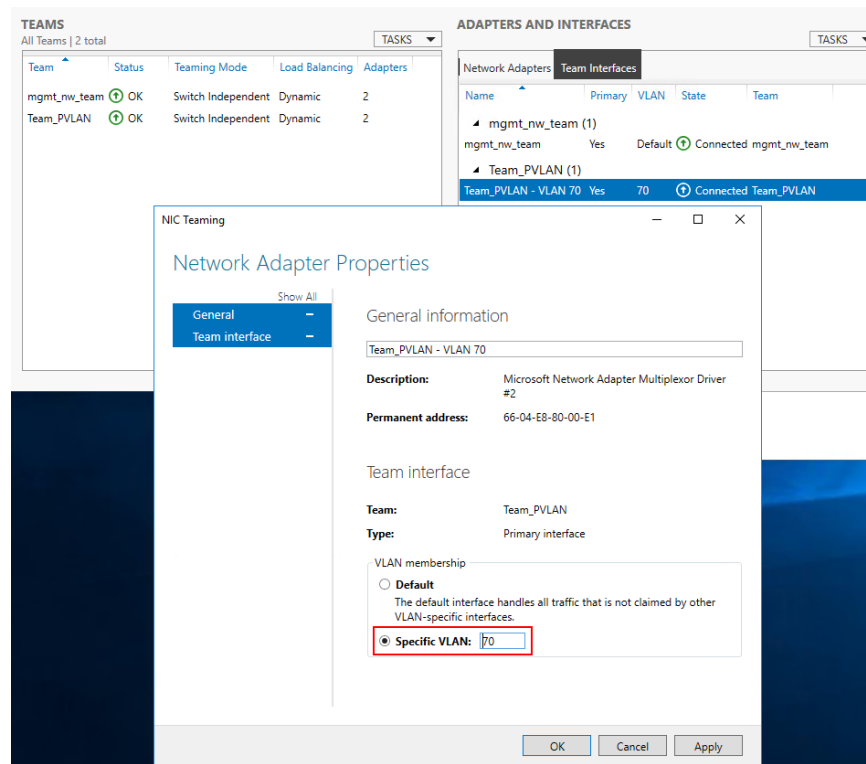 TEAMS
All Teams | 2 total
TASKS
Team Status Teaming Mode Load Balancing Adapters
mgmt_nw_team OK Switch Independent Dynamic 2
Team_PVLAN OK Switch Independent Dynamic 2
ADAPTERS AND INTERFACES
TASKS
Network Adapters Team Interfaces
Name Primary VLAN State Team
mgmt_nw_team (1)
mgmt_nw_team Yes Default Connected mgmt_nw_team
Team_PVLAN (1)
Team_PVLAN - VLAN 70 Yes 70 Connected Team_PVLAN
NIC Teaming
Network Adapter Properties
Show All
General
Team interface
General information
Team_PVLAN - VLAN 70
Description: Microsoft Network Adapter Multiplexor Driver
#2
Permanent address: 66-04-E8-80-00-E1
Team interface
Team: Team_PVLAN
Type: Primary interface
VLAN membership
Default
The default interface handles all traffic that is not claimed by other
VLAN-specific interfaces.
Specific VLAN: 70
OK Cancel Apply